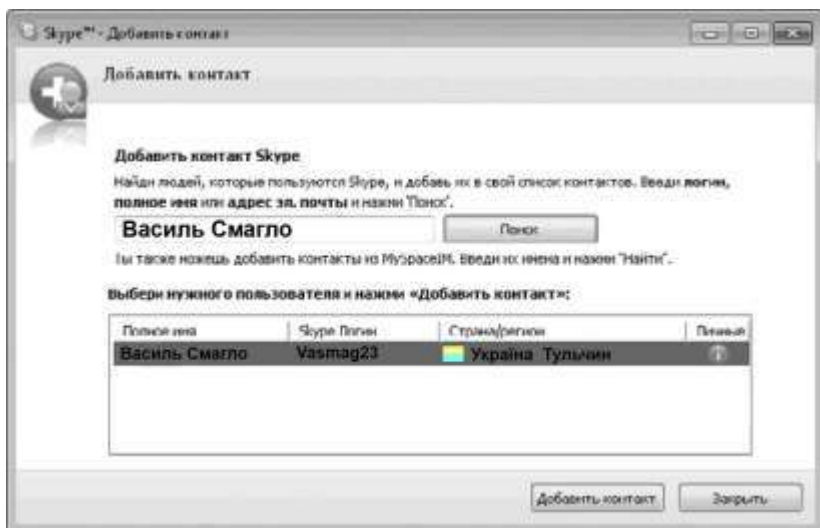 Skype™ - Добавить контакт
Добавить контакт
Добавить контакт Skype
Найди людей, которые пользуются Skype, и добавь их в свой список контактов. Введи логин,
полное имя или адрес эл. почты и нажми 'Поиск'.
Василь Смагло
Поиск
Ты также можешь добавить контакты из MySpaceIM. Введи их имена и нажми "Найти".
Выбери нужного пользователя и нажми «Добавить контакт»:
Полное имя Skype Логин Страна/регион Личные
Василь Смагло Vasmag23 Україна Тульчин
Добавить контакт Закрыть